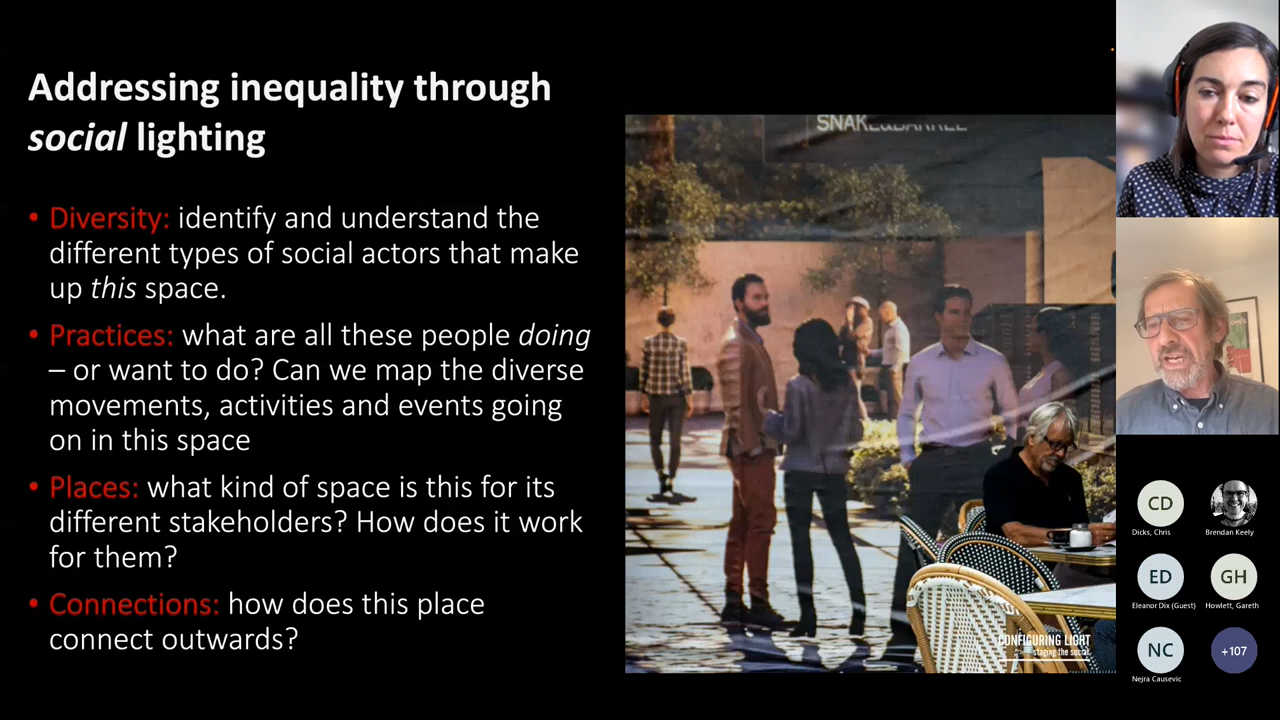 Addressing inequality through
social lighting
• Diversity: identify and understand the
different types of social actors that make
up this space.
• Practices: what are all these people doing
– or want to do? Can we map the diverse
movements, activities and events going
on in this space
• Places: what kind of space is this for its
different stakeholders? How does it work
for them?
• Connections: how does this place
connect outwards?
SNAKE&BARREL
CONFIGURING LIGHT
staging the social
CD
Dicks, Chris
Brendan Keely
ED
GH
Eleanor Dix (Guest)
Howlett, Gareth
NC
+107
Nejra Causevic